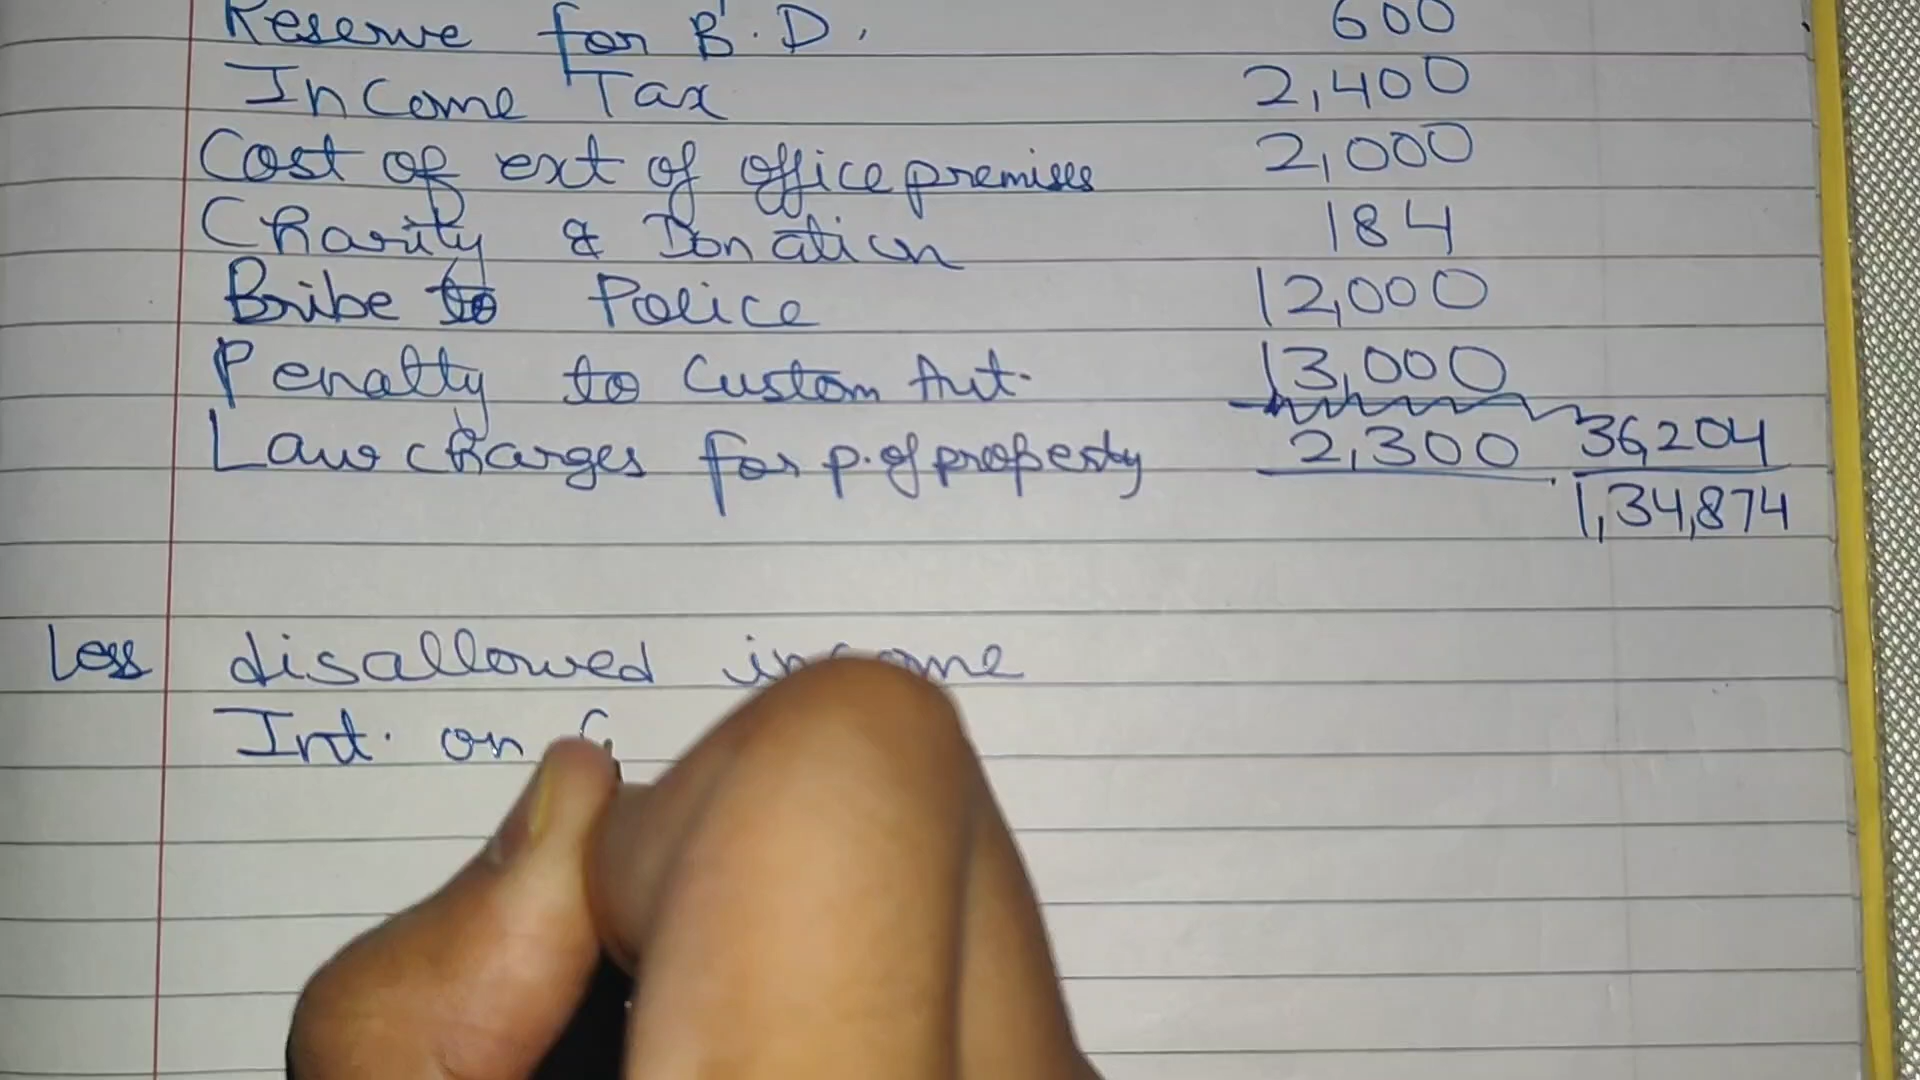 Reserve for B.D. 600
Income Tax 2,400
Cost of ext of office premises 2,000
Charity & Donation 184
Bribe to Police 12,000
Penalty to Custom Aut. 13,000
Law charges for p. of property 2,300 36,204
1,34,874
Less disallowed income
Int. on